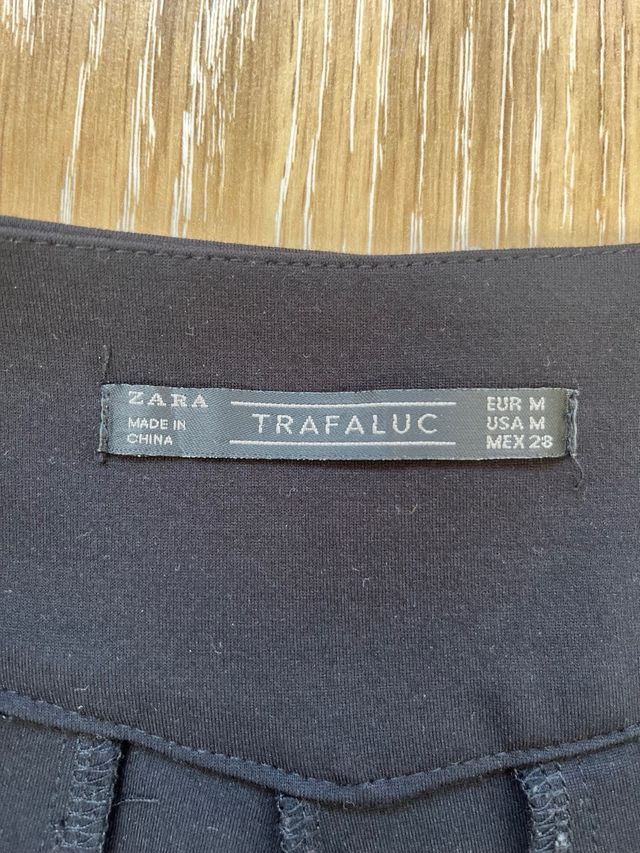 ZARA
MADE IN
CHINA
TRAFALUC
EUR M
USA M
MEX 28